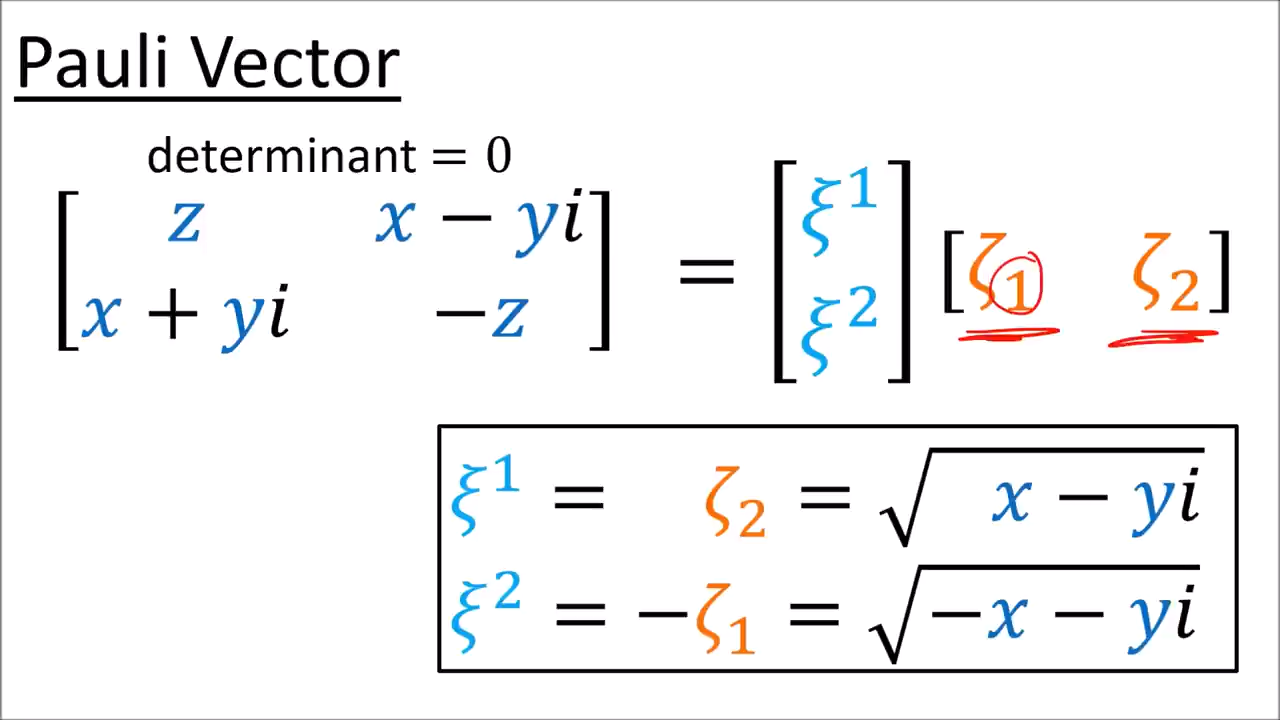 Pauli Vector
determinant = 0
z x − yi
x + yi −z
=
ξ¹
ξ²
[ζ₁ ζ₂]
ξ¹ = ζ₂ = √(x − yi)
ξ² = −ζ₁ = √(−x − yi)